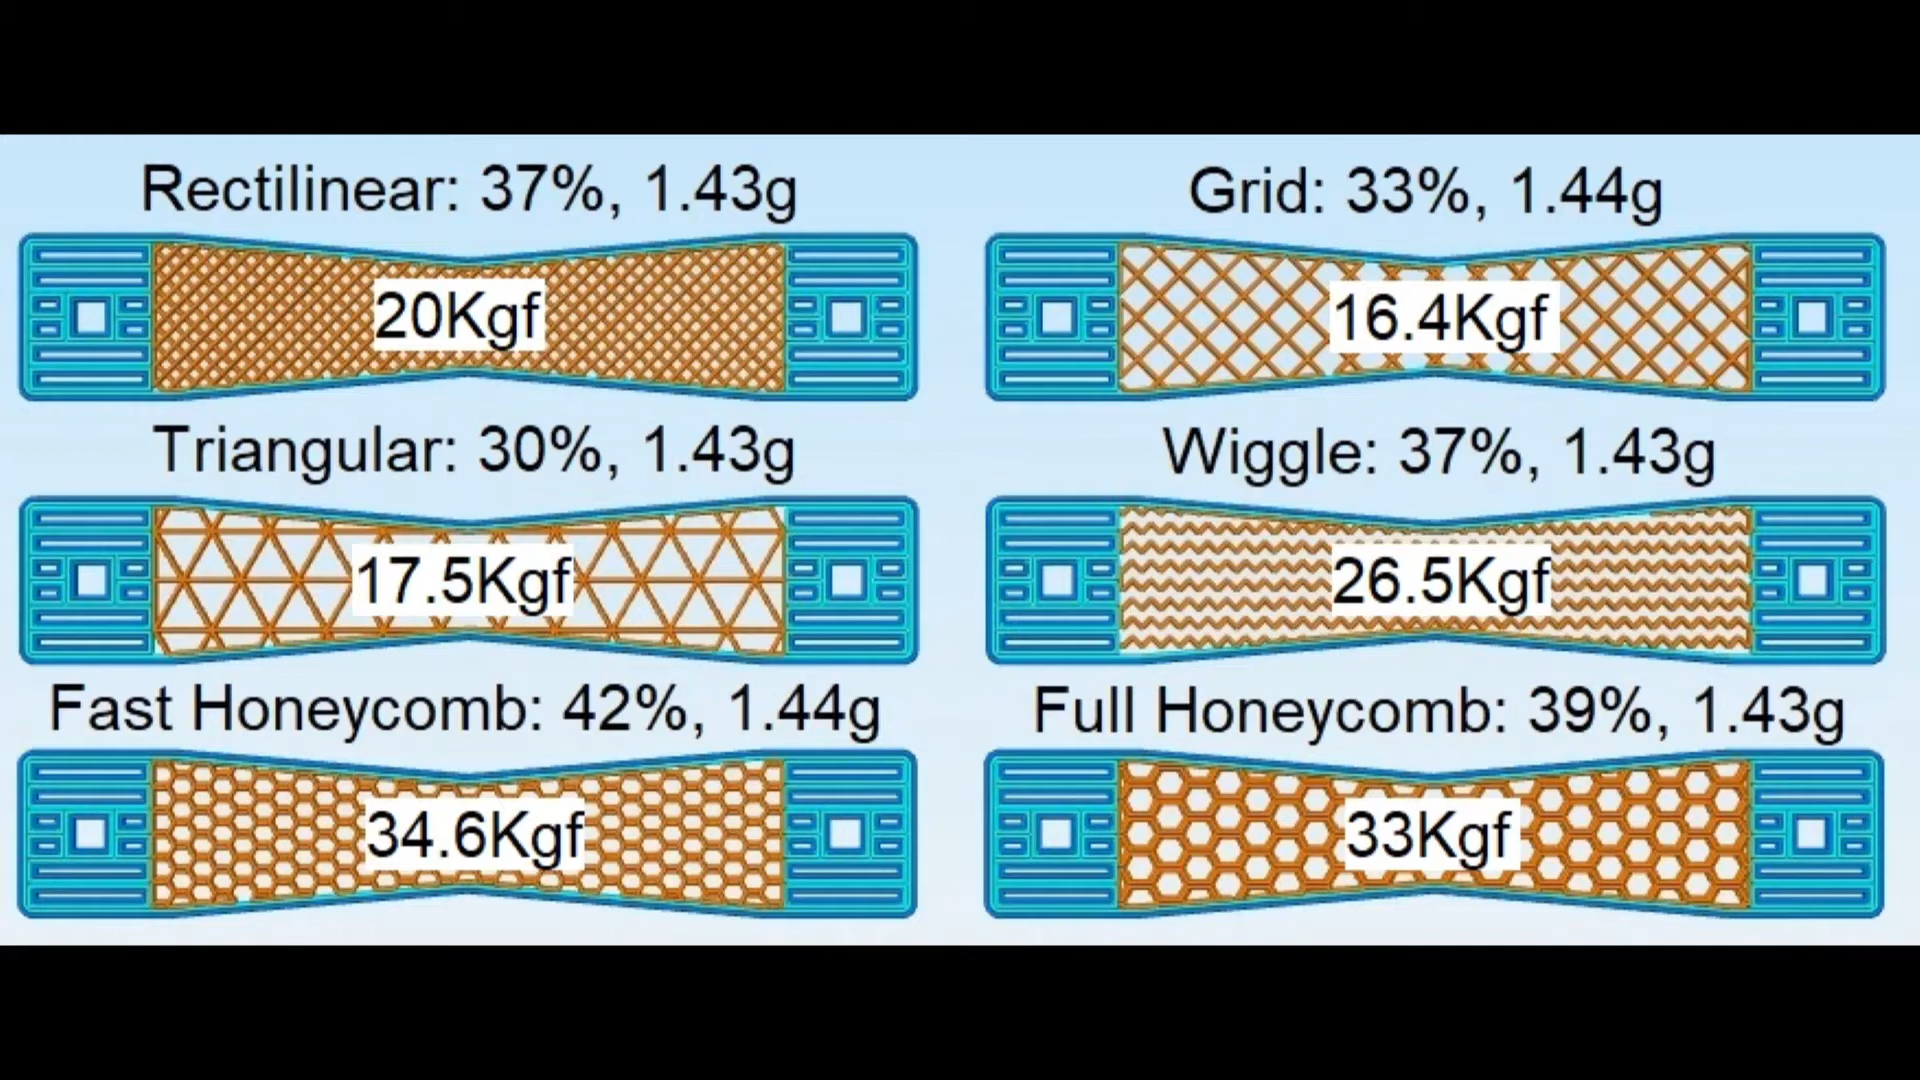 Rectilinear: 37%, 1.43g
Grid: 33%, 1.44g
20Kgf
16.4Kgf
Triangular: 30%, 1.43g
Wiggle: 37%, 1.43g
17.5Kgf
26.5Kgf
Fast Honeycomb: 42%, 1.44g
Full Honeycomb: 39%, 1.43g
34.6Kgf
33Kgf